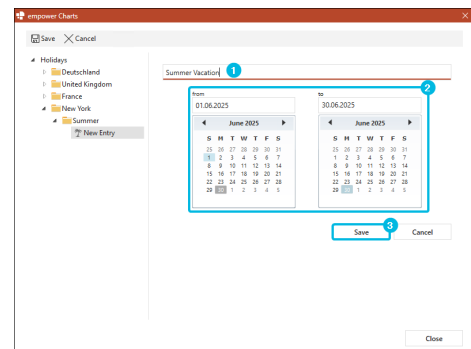 empower Charts
Save Cancel
Holidays
Deutschland
United Kingdom
France
New York
Summer
New Entry
Summer Vacation
1
2
from
to
01.06.2025
30.06.2025
June 2025
S M T W T F S
25 26 27 28 29 30 31
1 2 3 4 5 6 7
8 9 10 11 12 13 14
15 16 17 18 19 20 21
22 23 24 25 26 27 28
29 30 1 2 3 4 5
June 2025
S M T W T F S
25 26 27 28 29 30 31
1 2 3 4 5 6 7
8 9 10 11 12 13 14
15 16 17 18 19 20 21
22 23 24 25 26 27 28
29 30 1 2 3 4 5
3
Save
Cancel
Close